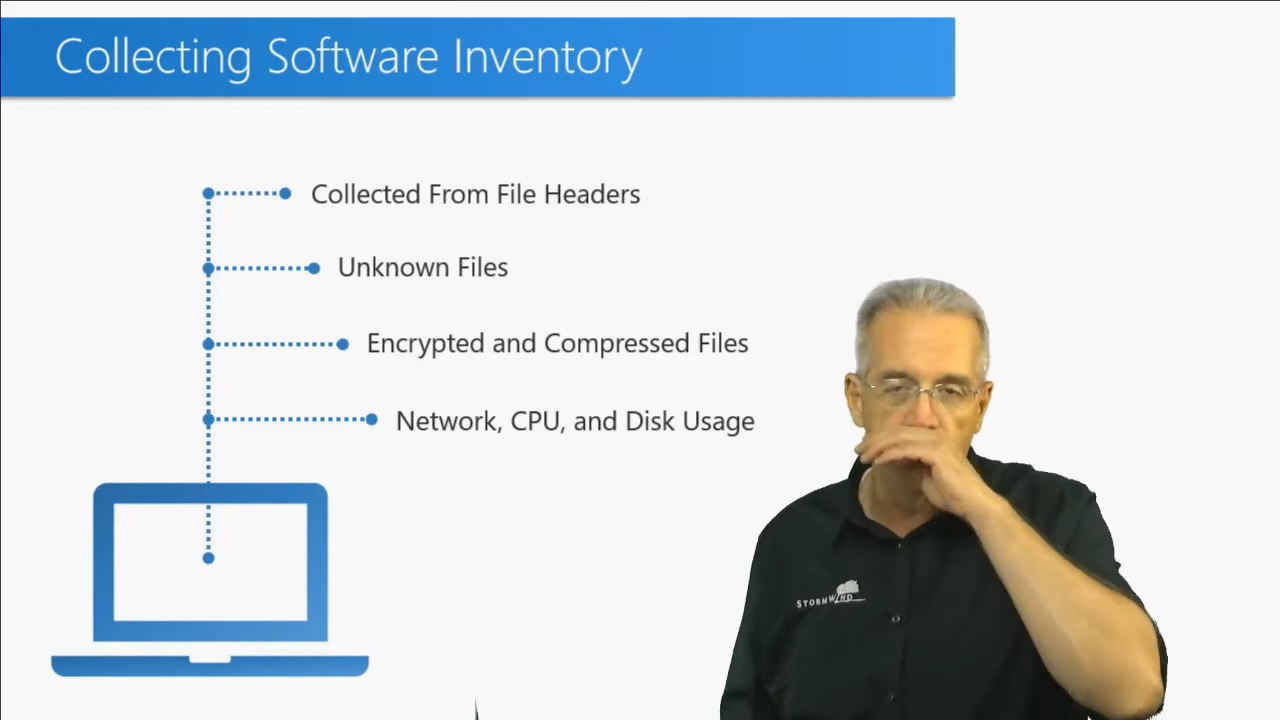 Collecting Software Inventory
Collected From File Headers
Unknown Files
Encrypted and Compressed Files
Network, CPU, and Disk Usage
STORMWIND